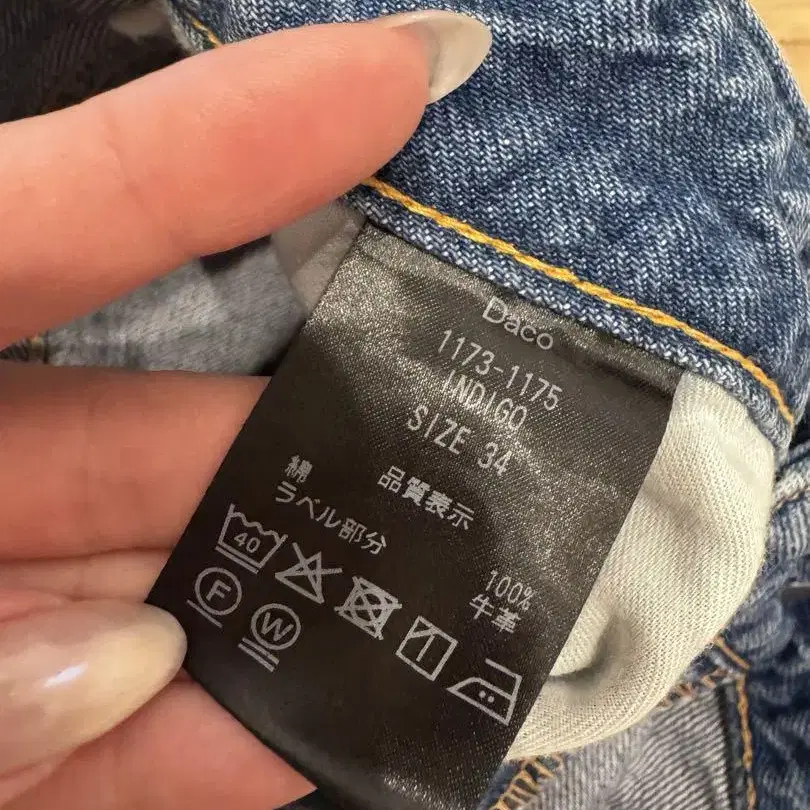 Daco
1173-1175
INDIGO
SIZE 34
品質表示
綿 100%
ラベル部分 牛革
40
F
W